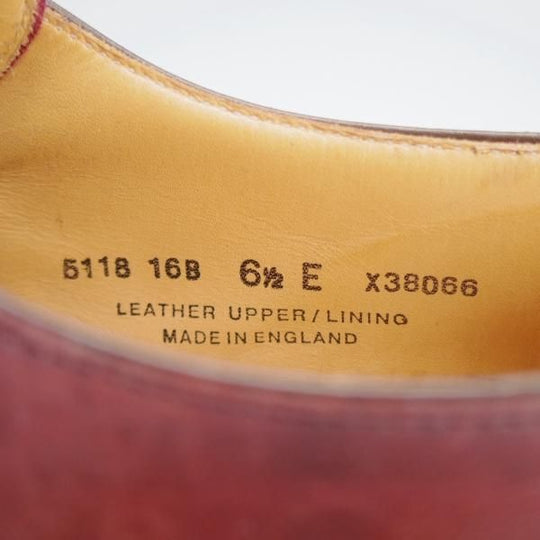 5118 16B 6½ E X38066
LEATHER UPPER/LINING
MADE IN ENGLAND